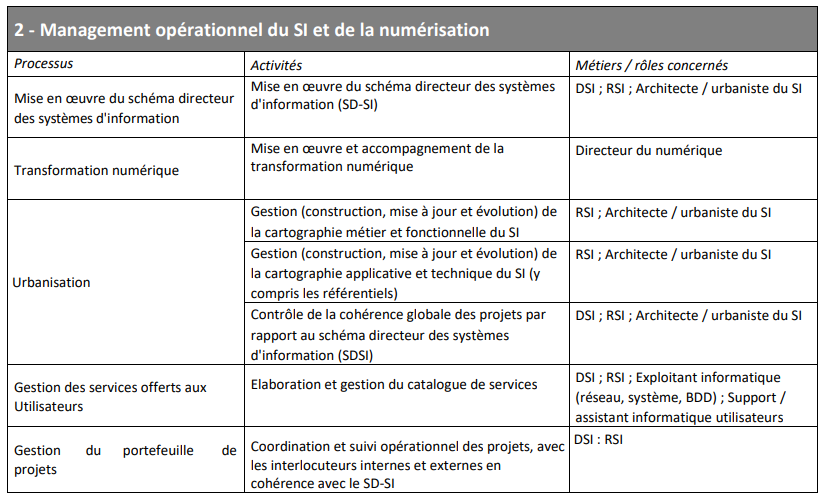 2 - Management opérationnel du SI et de la numérisation
Processus
Activités
Métiers / rôles concernés
Mise en œuvre du schéma directeur
des systèmes d'information
Mise en œuvre du schéma directeur des systèmes
d'information (SD-SI)
DSI ; RSI ; Architecte / urbaniste du SI
Transformation numérique
Mise en œuvre et accompagnement de la
transformation numérique
Directeur du numérique
Urbanisation
Gestion (construction, mise à jour et évolution) de
la cartographie métier et fonctionnelle du SI
RSI ; Architecte / urbaniste du SI
Gestion (construction, mise à jour et évolution) de
la cartographie applicative et technique du SI (y
compris les référentiels)
RSI ; Architecte / urbaniste du SI
Contrôle de la cohérence globale des projets par
rapport au schéma directeur des systèmes
d'information (SDSI)
DSI ; RSI ; Architecte / urbaniste du SI
Gestion des services offerts aux
Utilisateurs
Elaboration et gestion du catalogue de services
DSI ; RSI ; Exploitant informatique
(réseau, système, BDD) ; Support /
assistant informatique utilisateurs
Gestion du portefeuille de
projets
Coordination et suivi opérationnel des projets, avec
les interlocuteurs internes et externes en
cohérence avec le SD-SI
DSI : RSI